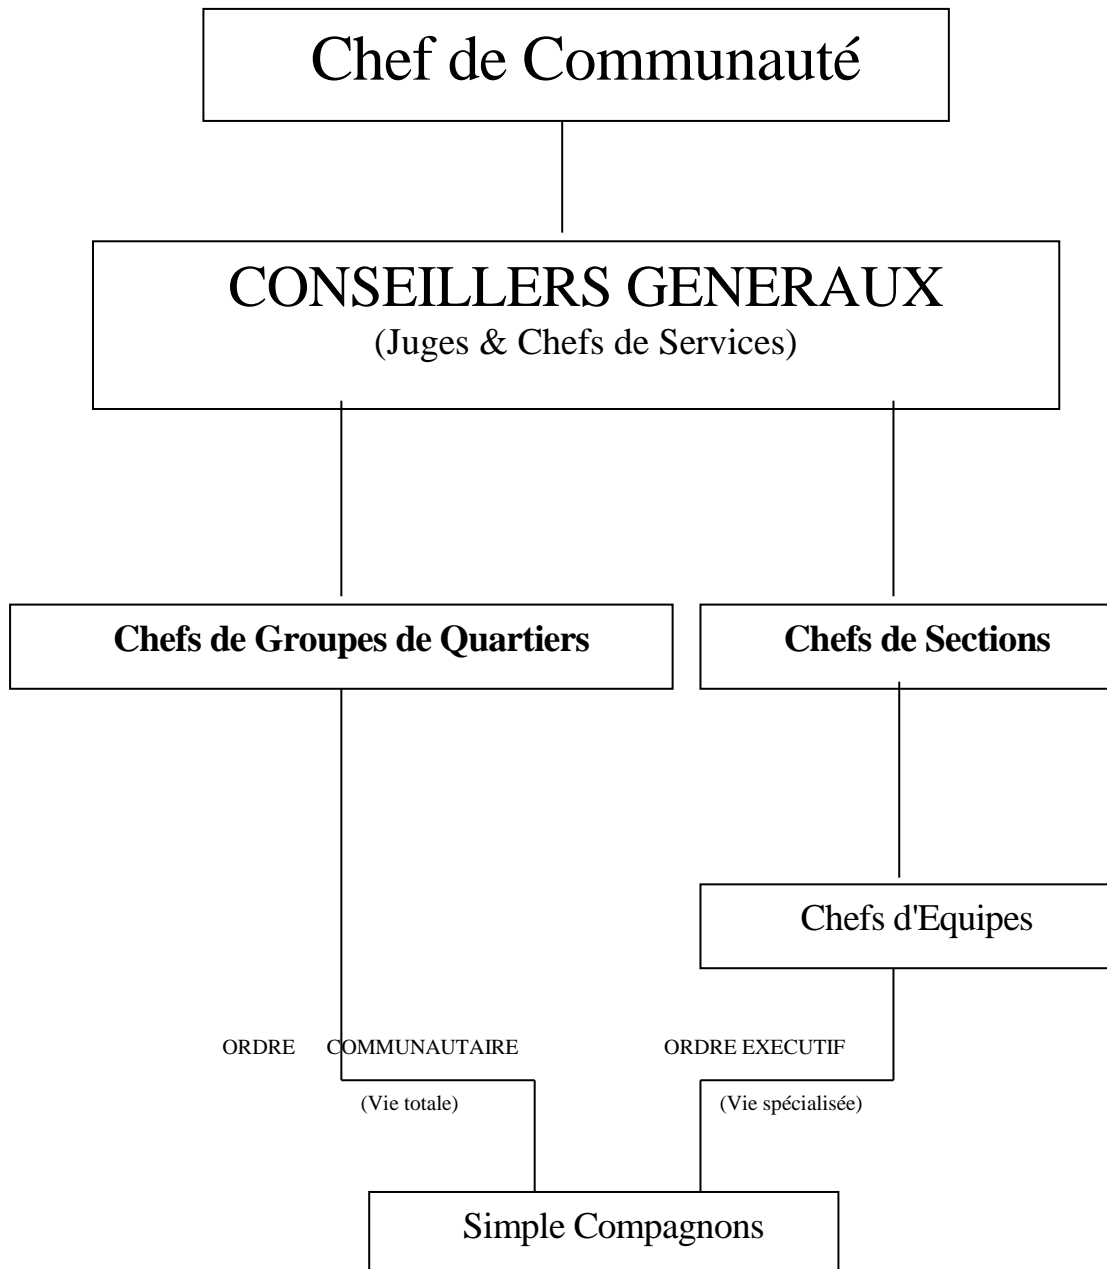 Chef de Communauté
CONSEILLERS GENERAUX
(Juges & Chefs de Services)
Chefs de Groupes de Quartiers
Chefs de Sections
Chefs d'Equipes
ORDRE COMMUNAUTAIRE
ORDRE EXECUTIF
(Vie totale)
(Vie spécialisée)
Simple Compagnons